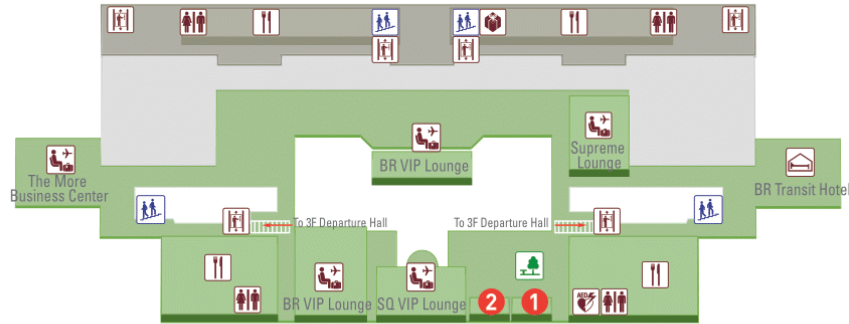 Supreme
Lounge
BR VIP Lounge
The More
Business Center
BR Transit Hotel
To 3F Departure Hall
To 3F Departure Hall
BR VIP Lounge
SQ VIP Lounge
2
1
AED